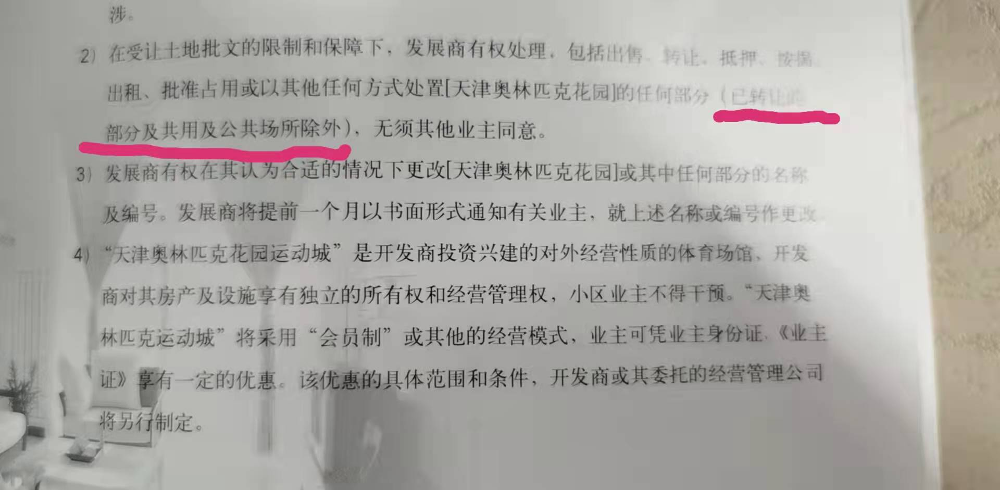 涉。
2) 在受让土地批文的限制和保障下，发展商有权处理，包括出售、转让、抵押、按揭、
出租、批准占用或以其他任何方式处置[天津奥林匹克花园]的任何部分（已转让的
部分及共用及公共场所除外），无须其他业主同意。
3) 发展商有权在其认为合适的情况下更改[天津奥林匹克花园]或其中任何部分的名称
及编号。发展商将提前一个月以书面形式通知有关业主，就上述名称或编号作更改
4) “天津奥林匹克花园运动城”是开发商投资兴建的对外经营性质的体育场馆，开发
商对其房产及设施享有独立的所有权和经营管理权，小区业主不得干预。“天津奥
林匹克运动城”将采用“会员制”或其他的经营模式，业主可凭业主身份证、《业主
证》享有一定的优惠。该优惠的具体范围和条件，开发商或其委托的经营管理公司
将另行制定。